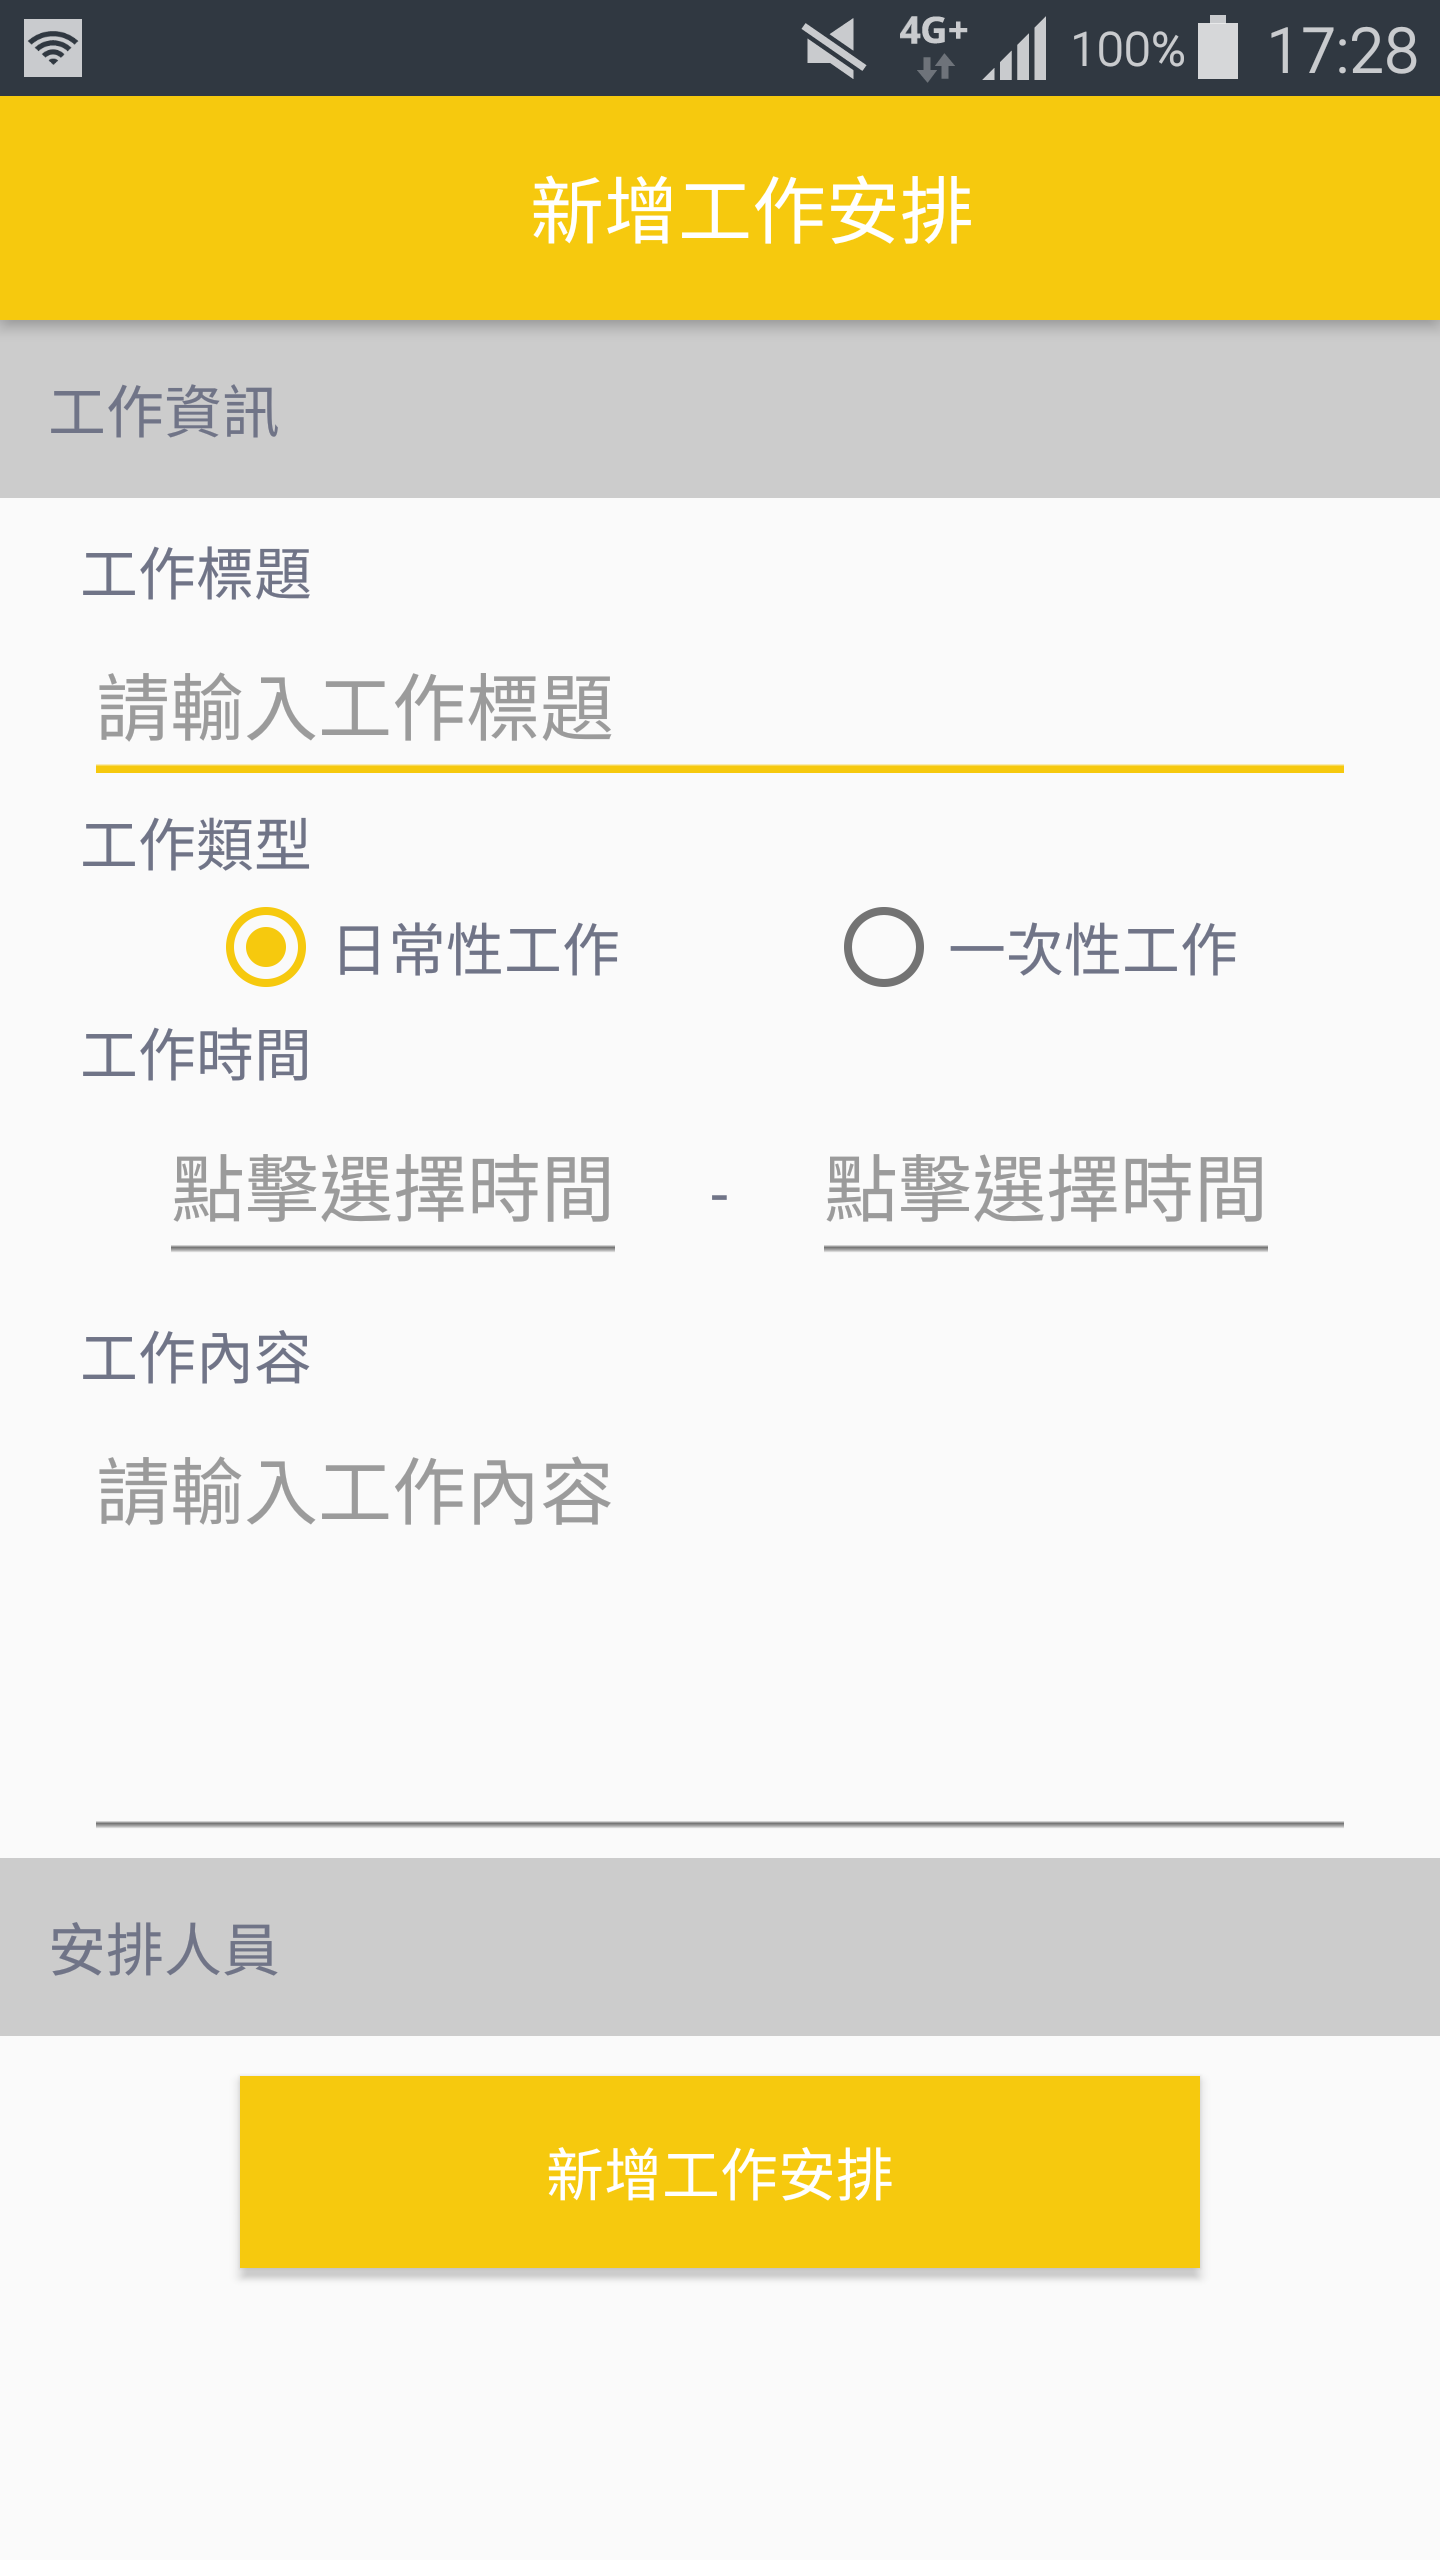 4G+ 100% 17:28
新增工作安排
工作資訊
工作標題
請輸入工作標題
工作類型
日常性工作 一次性工作
工作時間
點擊選擇時間 - 點擊選擇時間
工作內容
請輸入工作內容
安排人員
新增工作安排